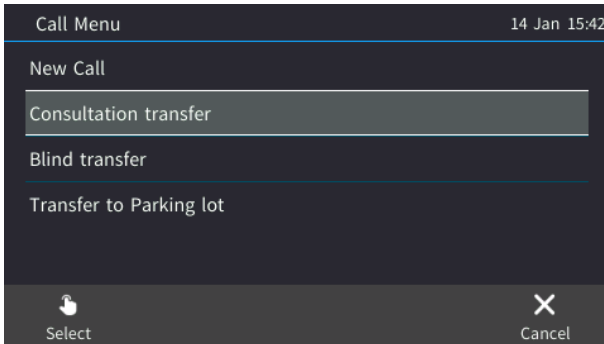 Call Menu 14 Jan 15:42
New Call
Consultation transfer
Blind transfer
Transfer to Parking lot
Select Cancel